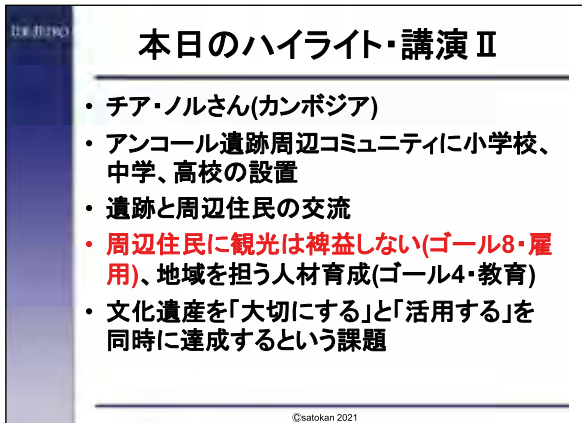 IDE-JETRO
本日のハイライト・講演Ⅱ
• チア・ノルさん(カンボジア)
• アンコール遺跡周辺コミュニティに小学校、
中学、高校の設置
• 遺跡と周辺住民の交流
• 周辺住民に観光は裨益しない(ゴール8・雇
用)、地域を担う人材育成(ゴール4・教育)
• 文化遺産を「大切にする」と「活用する」を
同時に達成するという課題
©satokan 2021